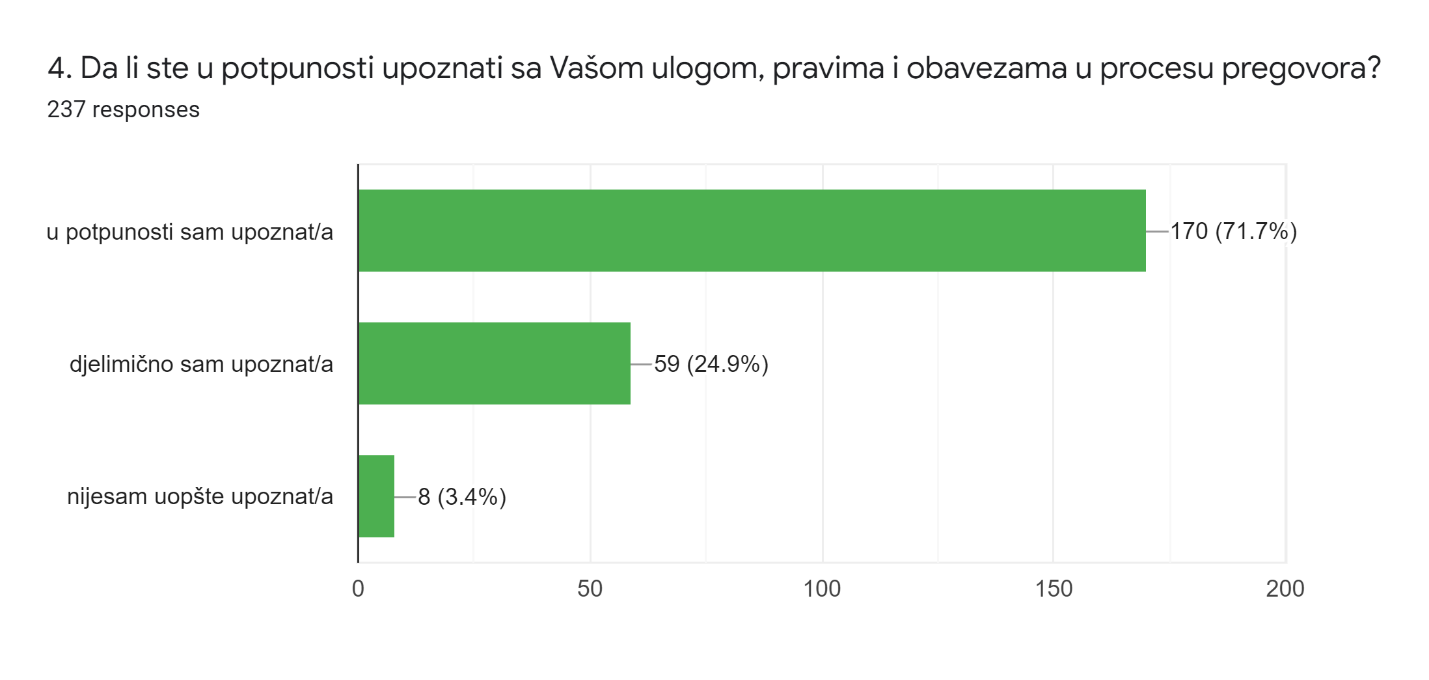 4. Da li ste u potpunosti upoznati sa Vašom ulogom, pravima i obavezama u procesu pregovora?
237 responses
u potpunosti sam upoznat/a
170 (71.7%)
djelimično sam upoznat/a
59 (24.9%)
nijesam uopšte upoznat/a
8 (3.4%)
0 50 100 150 200